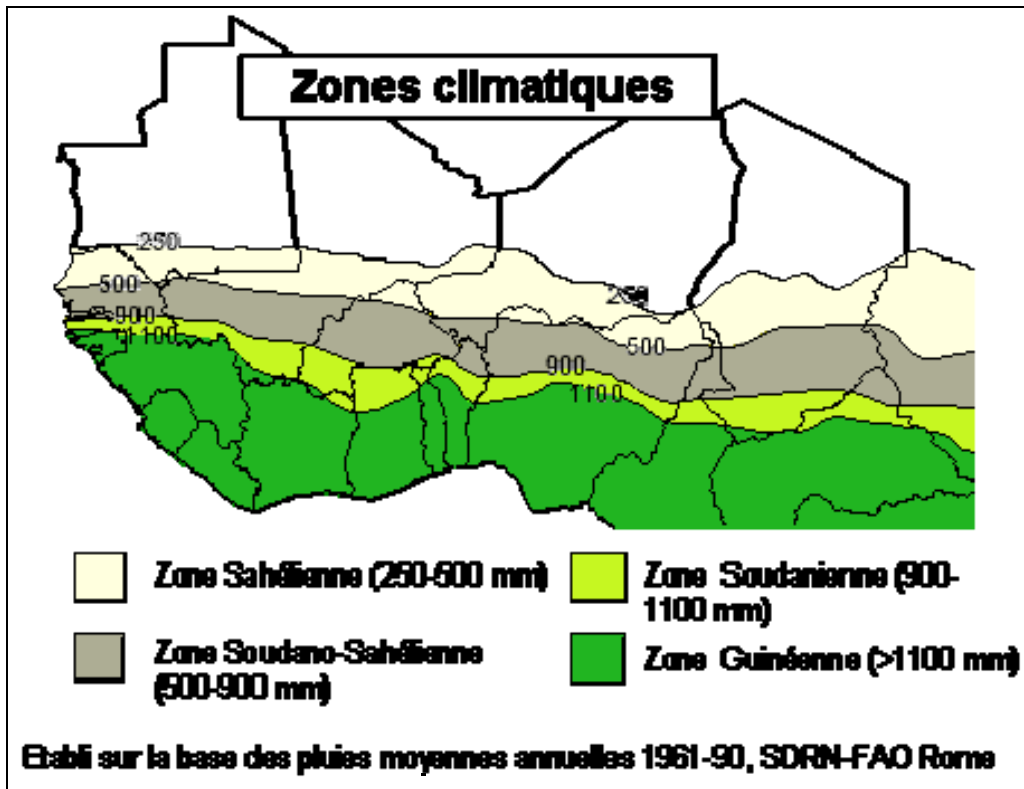 Zones climatiques
250
500
900
1100
250
500
900
1100
Zone Sahélienne (250-500 mm)
Zone Soudano-Sahélienne
(500-900 mm)
Zone Soudanienne (900-
1100 mm)
Zone Guinéenne (>1100 mm)
Etabli sur la base des pluies moyennes annuelles 1961-90, SDRN-FAO Rome